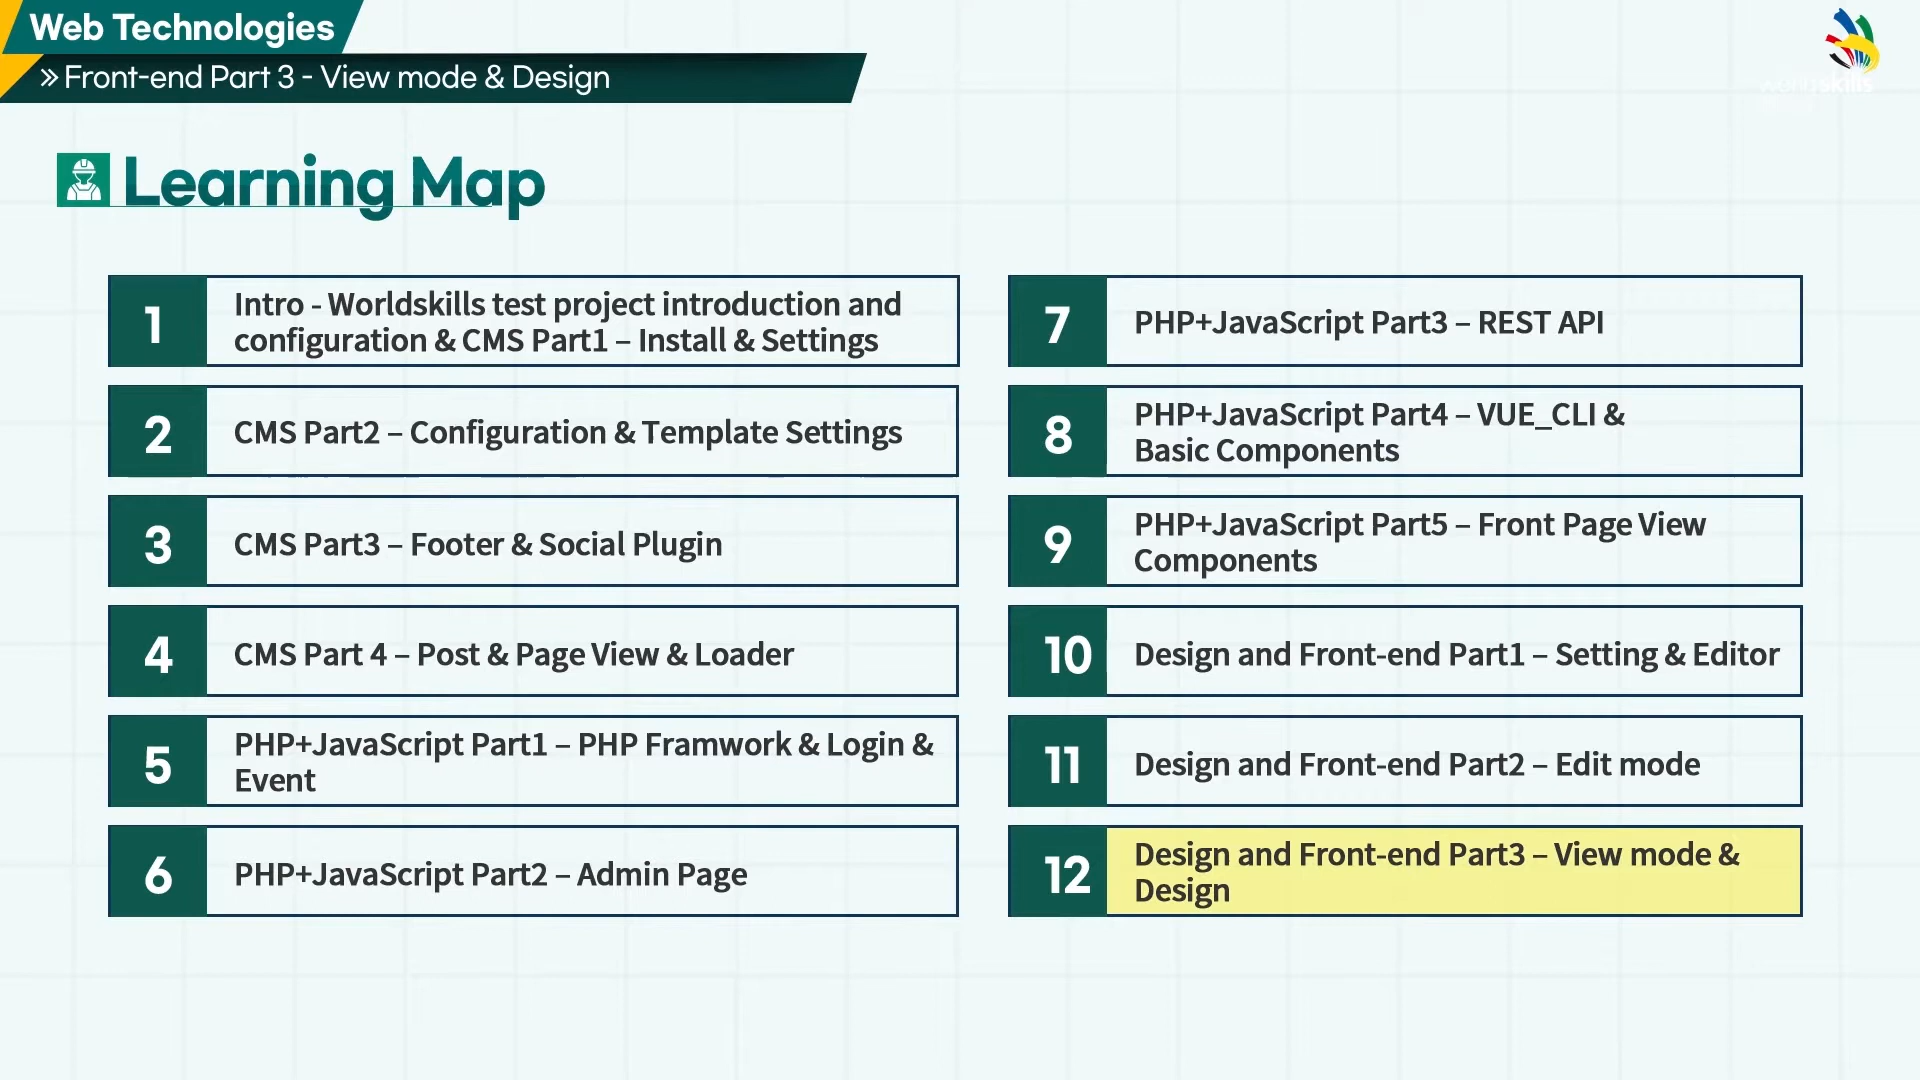 Web Technologies
» Front-end Part 3 - View mode & Design
worldskills
Learning Map
1
Intro - Worldskills test project introduction and
configuration & CMS Part1 – Install & Settings
2
CMS Part2 – Configuration & Template Settings
3
CMS Part3 – Footer & Social Plugin
4
CMS Part 4 – Post & Page View & Loader
5
PHP+JavaScript Part1 – PHP Framwork & Login &
Event
6
PHP+JavaScript Part2 – Admin Page
7
PHP+JavaScript Part3 – REST API
8
PHP+JavaScript Part4 – VUE_CLI &
Basic Components
9
PHP+JavaScript Part5 – Front Page View
Components
10
Design and Front-end Part1 – Setting & Editor
11
Design and Front-end Part2 – Edit mode
12
Design and Front-end Part3 – View mode &
Design